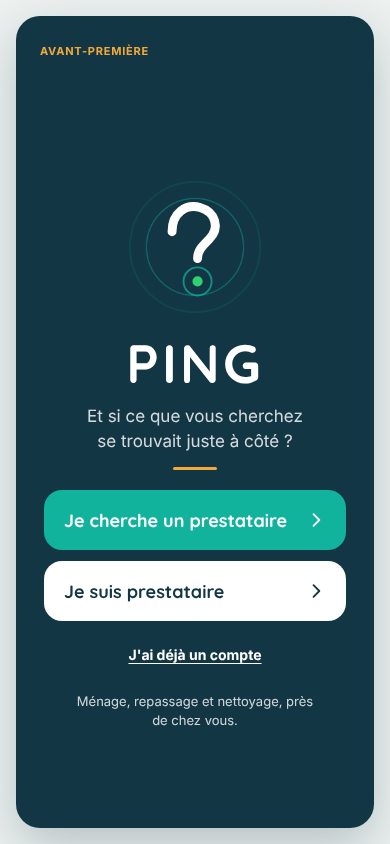 AVANT-PREMIÈRE
PING
Et si ce que vous cherchez
se trouvait juste à côté ?
Je cherche un prestataire
Je suis prestataire
J'ai déjà un compte
Ménage, repassage et nettoyage, près
de chez vous.